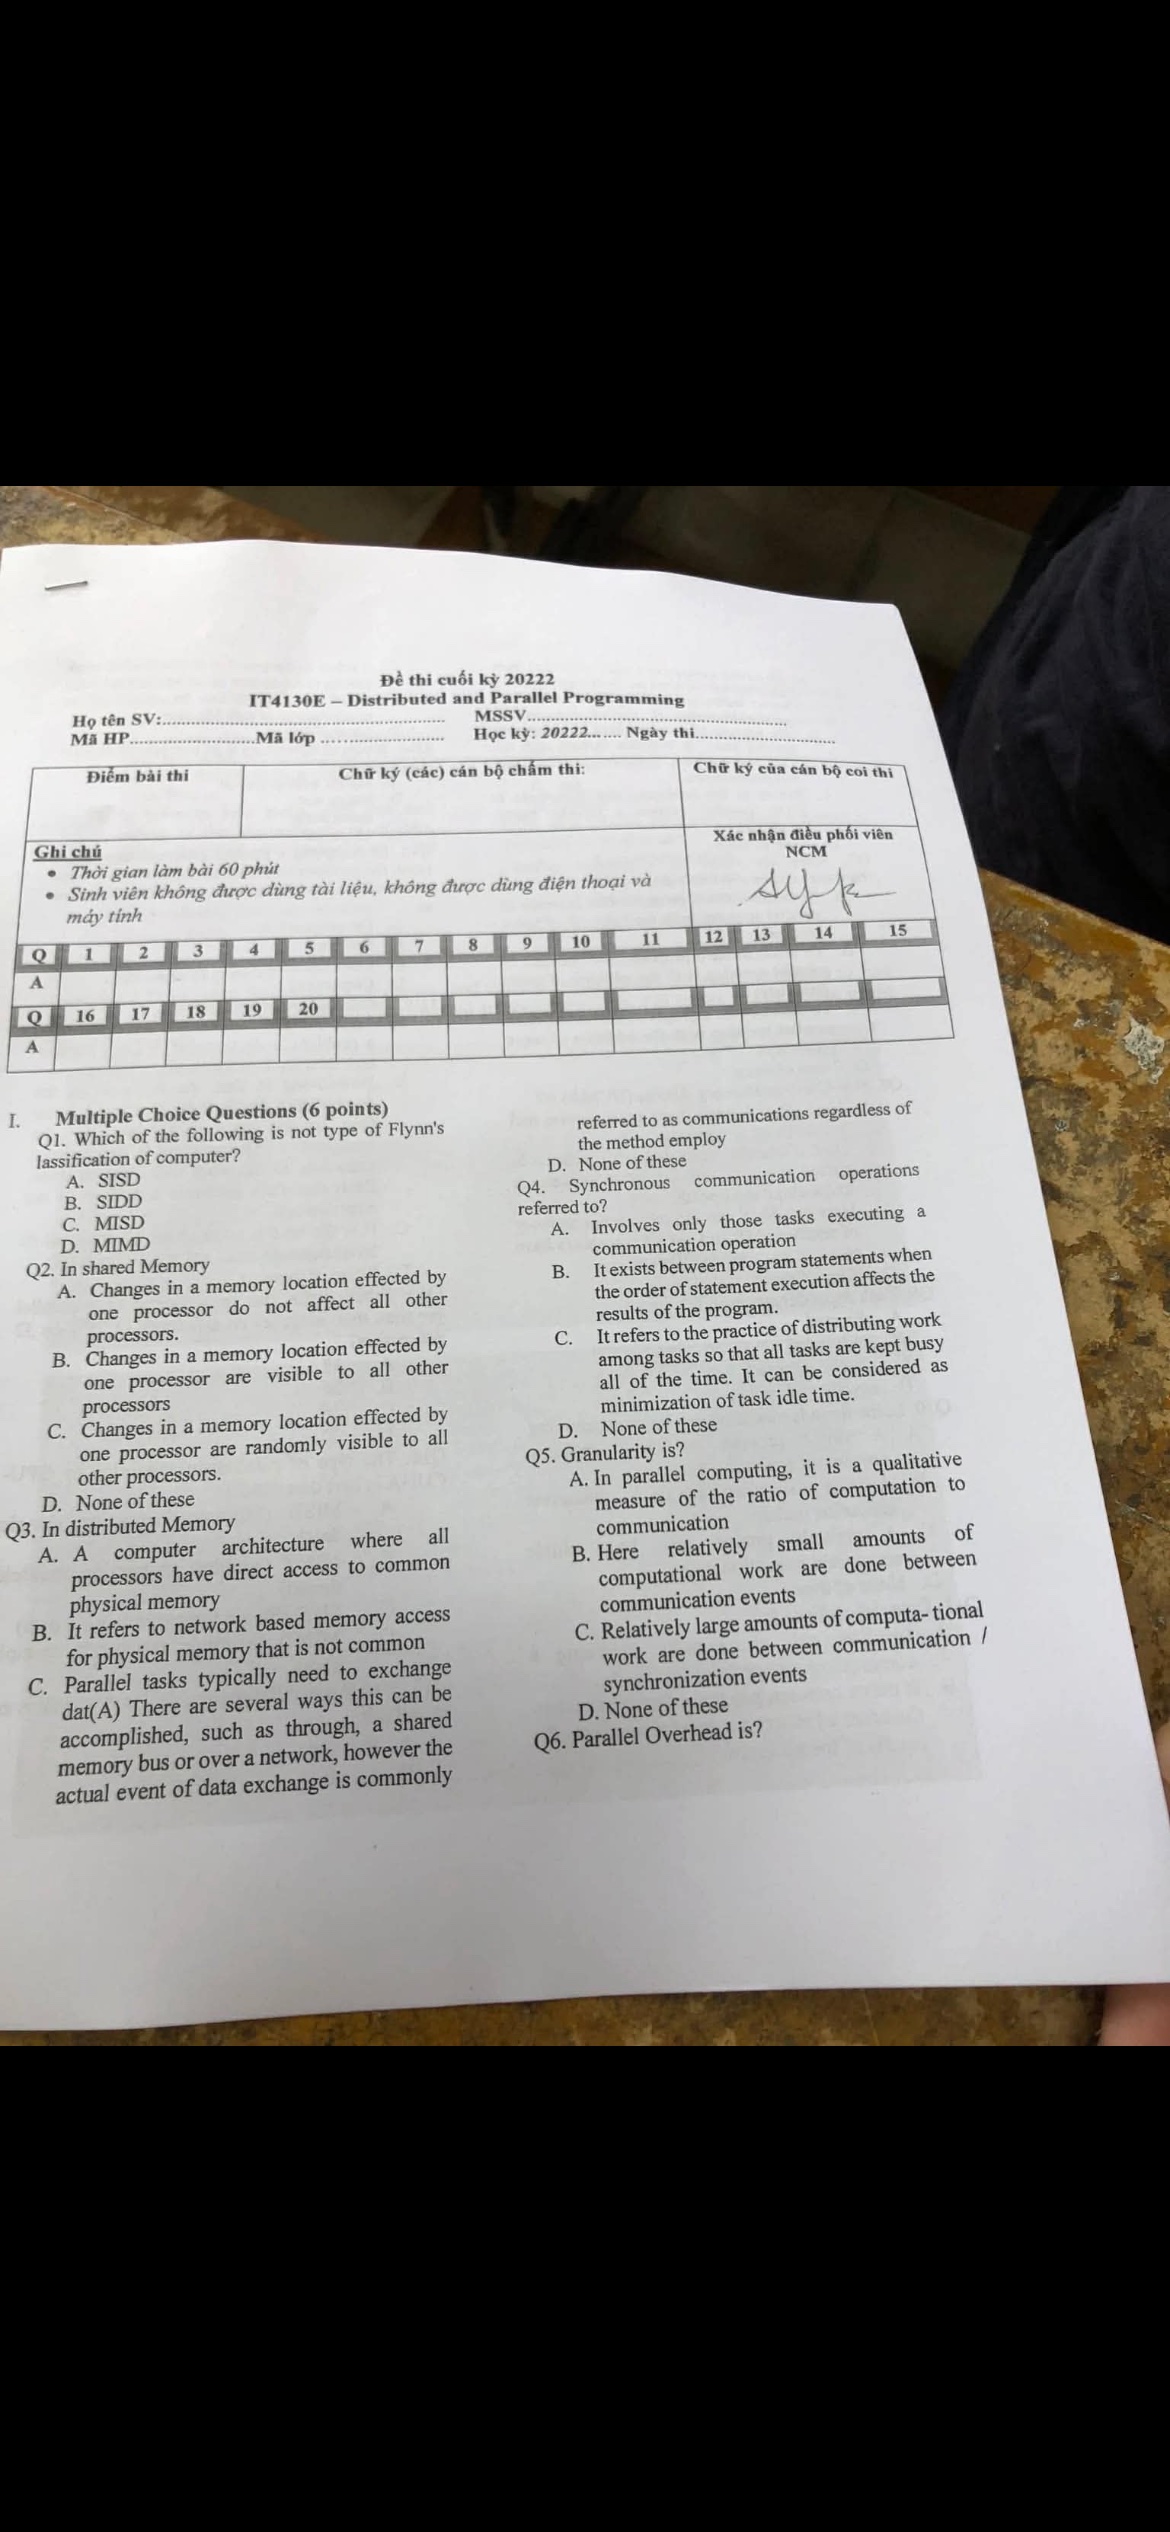 Đề thi cuối kỳ 20222
IT4130E – Distributed and Parallel Programming
Họ tên SV:.................... MSSV....................
Mã HP....................Mã lớp .................... Học kỳ: 20222....... Ngày thi....................
Điểm bài thi
Chữ ký (các) cán bộ chấm thi:
Chữ ký của cán bộ coi thi
Ghi chú
• Thời gian làm bài 60 phút
• Sinh viên không được dùng tài liệu, không được dùng điện thoại và
máy tính
Xác nhận điều phối viên
NCM
Q 1 2 3 4 5 6 7 8 9 10 11 12 13 14 15
A
Q 16 17 18 19 20
A
I. Multiple Choice Questions (6 points)
Q1. Which of the following is not type of Flynn's
lassification of computer?
A. SISD
B. SIDD
C. MISD
D. MIMD
Q2. In shared Memory
A. Changes in a memory location effected by
one processor do not affect all other
processors.
B. Changes in a memory location effected by
one processor are visible to all other
processors
C. Changes in a memory location effected by
one processor are randomly visible to all
other processors.
D. None of these
Q3. In distributed Memory
A. A computer architecture where all
processors have direct access to common
physical memory
B. It refers to network based memory access
for physical memory that is not common
C. Parallel tasks typically need to exchange
dat(A) There are several ways this can be
accomplished, such as through, a shared
memory bus or over a network, however the
actual event of data exchange is commonly
referred to as communications regardless of
the method employ
D. None of these
Q4. Synchronous communication operations
referred to?
A. Involves only those tasks executing a
communication operation
B. It exists between program statements when
the order of statement execution affects the
results of the program.
C. It refers to the practice of distributing work
among tasks so that all tasks are kept busy
all of the time. It can be considered as
minimization of task idle time.
D. None of these
Q5. Granularity is?
A. In parallel computing, it is a qualitative
measure of the ratio of computation to
communication
B. Here relatively small amounts of
computational work are done between
communication events
C. Relatively large amounts of computa- tional
work are done between communication /
synchronization events
D. None of these
Q6. Parallel Overhead is?